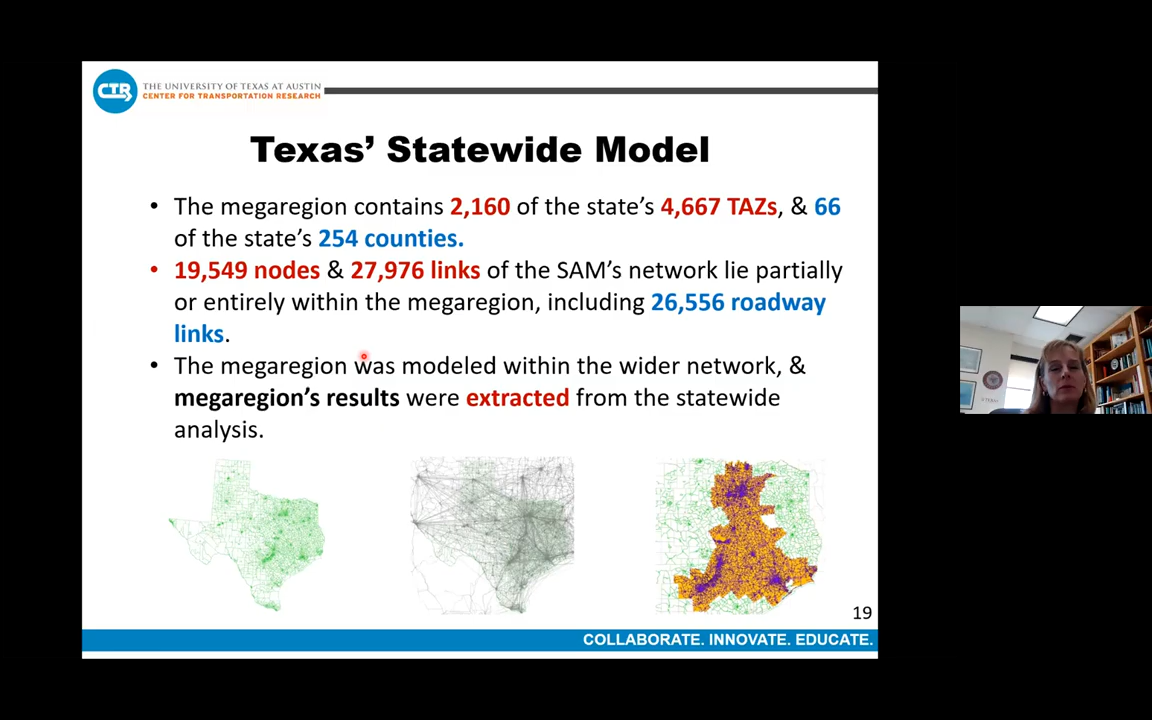 CTR
THE UNIVERSITY OF TEXAS AT AUSTIN
CENTER FOR TRANSPORTATION RESEARCH
Texas’ Statewide Model
• The megaregion contains 2,160 of the state’s 4,667 TAZs, & 66
of the state’s 254 counties.
• 19,549 nodes & 27,976 links of the SAM’s network lie partially
or entirely within the megaregion, including 26,556 roadway
links.
• The megaregion was modeled within the wider network, &
megaregion’s results were extracted from the statewide
analysis.
19
COLLABORATE. INNOVATE. EDUCATE.